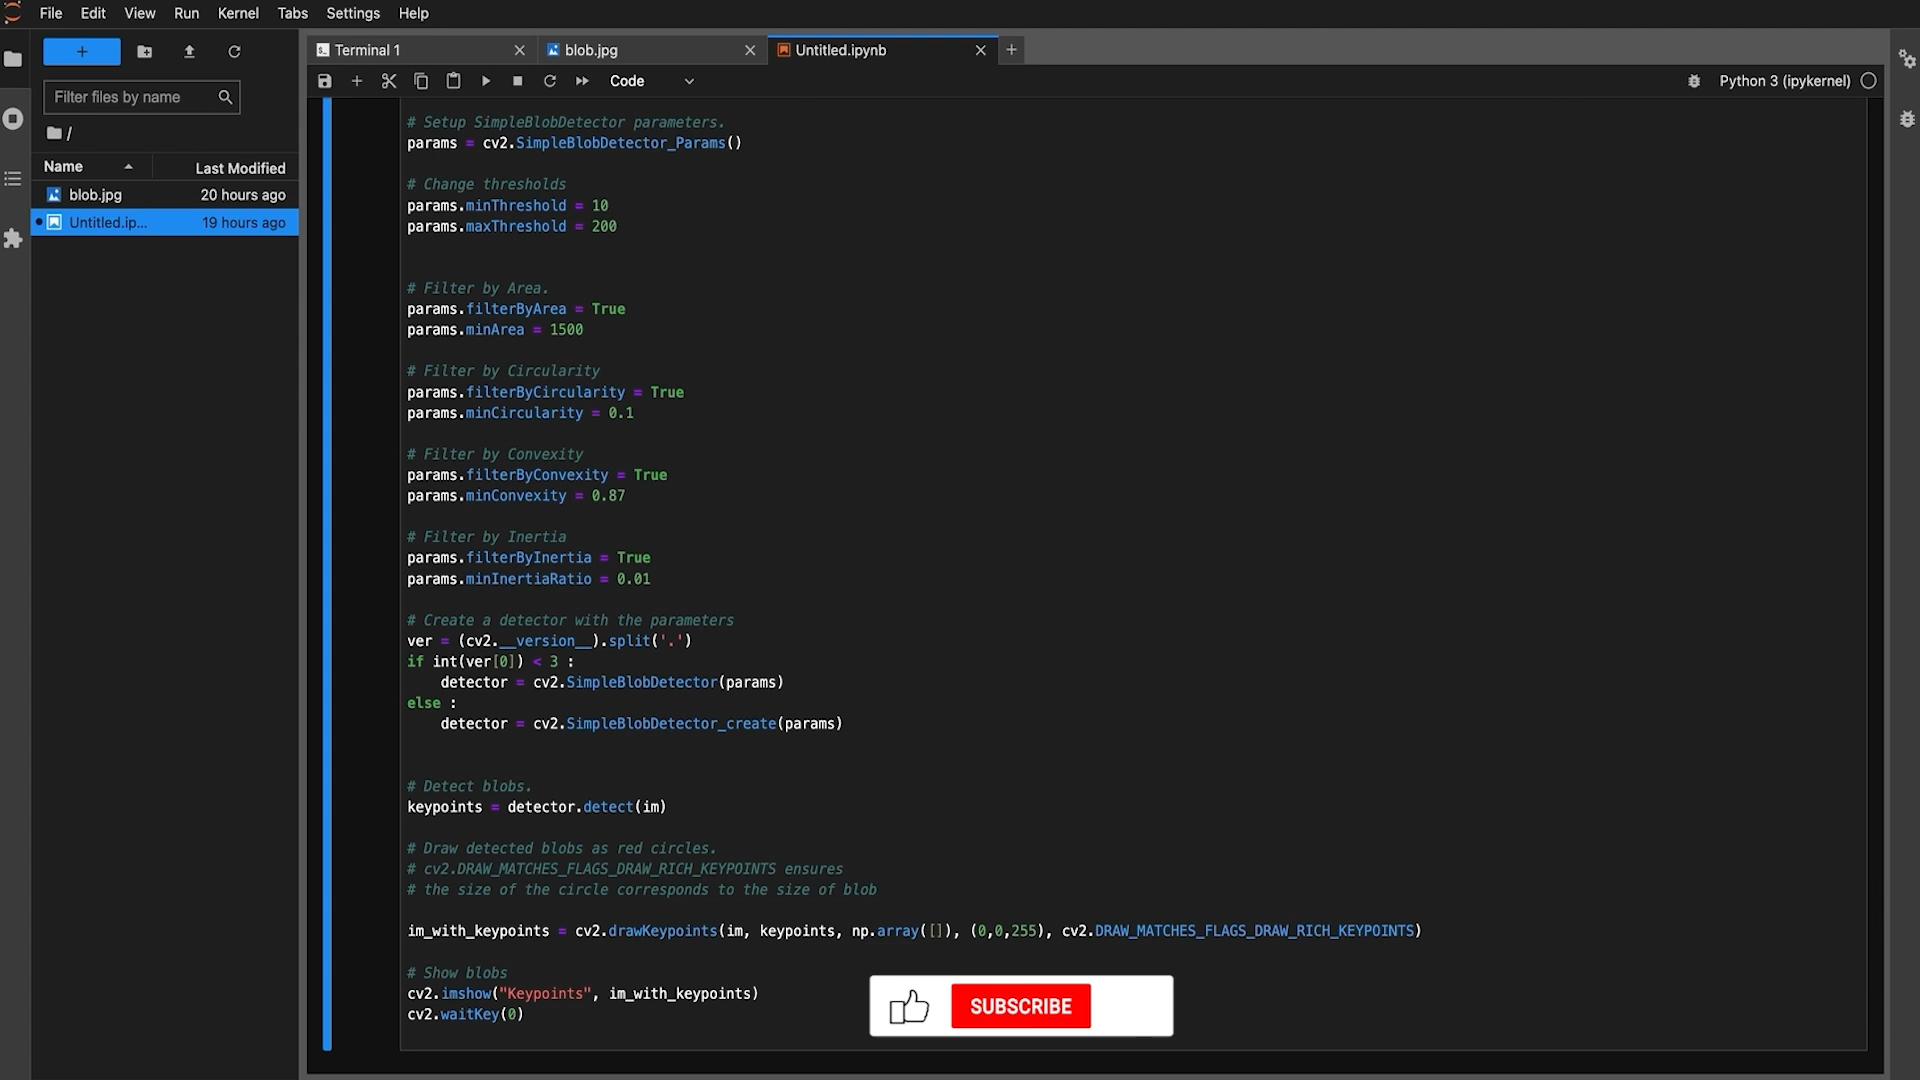 File Edit View Run Kernel Tabs Settings Help
Terminal 1
blob.jpg
Untitled.ipynb
Code
Python 3 (ipykernel)
Filter files by name
/
Name Last Modified
blob.jpg 20 hours ago
Untitled.ip... 19 hours ago
# Setup SimpleBlobDetector parameters.
params = cv2.SimpleBlobDetector_Params()
# Change thresholds
params.minThreshold = 10
params.maxThreshold = 200
# Filter by Area.
params.filterByArea = True
params.minArea = 1500
# Filter by Circularity
params.filterByCircularity = True
params.minCircularity = 0.1
# Filter by Convexity
params.filterByConvexity = True
params.minConvexity = 0.87
# Filter by Inertia
params.filterByInertia = True
params.minInertiaRatio = 0.01
# Create a detector with the parameters
ver = (cv2.__version__).split('.')
if int(ver[0]) < 3 :
    detector = cv2.SimpleBlobDetector(params)
else :
    detector = cv2.SimpleBlobDetector_create(params)
# Detect blobs.
keypoints = detector.detect(im)
# Draw detected blobs as red circles.
# cv2.DRAW_MATCHES_FLAGS_DRAW_RICH_KEYPOINTS ensures
# the size of the circle corresponds to the size of blob
im_with_keypoints = cv2.drawKeypoints(im, keypoints, np.array([]), (0,0,255), cv2.DRAW_MATCHES_FLAGS_DRAW_RICH_KEYPOINTS)
# Show blobs
cv2.imshow("Keypoints", im_with_keypoints)
cv2.waitKey(0)
SUBSCRIBE